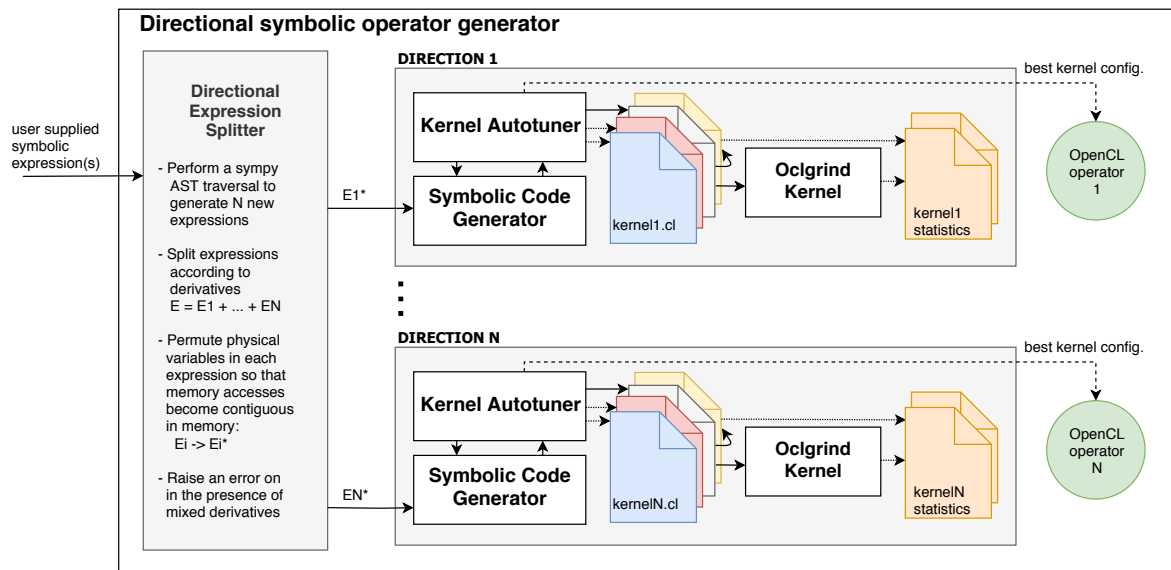 Directional symbolic operator generator
user supplied
symbolic
expression(s)
Directional
Expression
Splitter
- Perform a sympy
AST traversal to
generate N new
expressions
- Split expressions
according to
derivatives
E = E1 + ... + EN
- Permute physical
variables in each
expression so that
memory accesses
become contiguous
in memory:
Ei -> Ei*
- Raise an error on
in the presence of
mixed derivatives
E1*
EN*
DIRECTION 1
Kernel Autotuner
Symbolic Code
Generator
kernel1.cl
Oclgrind
Kernel
kernel1
statistics
best kernel config.
OpenCL
operator
1
DIRECTION N
Kernel Autotuner
Symbolic Code
Generator
kernelN.cl
Oclgrind
Kernel
kernelN
statistics
best kernel config.
OpenCL
operator
N